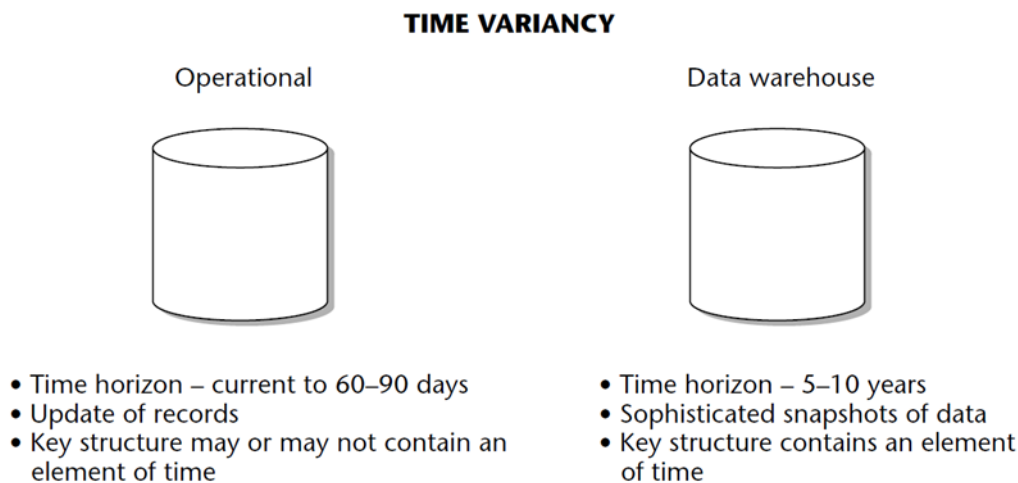 TIME VARIANCY
Operational
Data warehouse
• Time horizon – current to 60–90 days
• Update of records
• Key structure may or may not contain an
element of time
• Time horizon – 5–10 years
• Sophisticated snapshots of data
• Key structure contains an element
of time